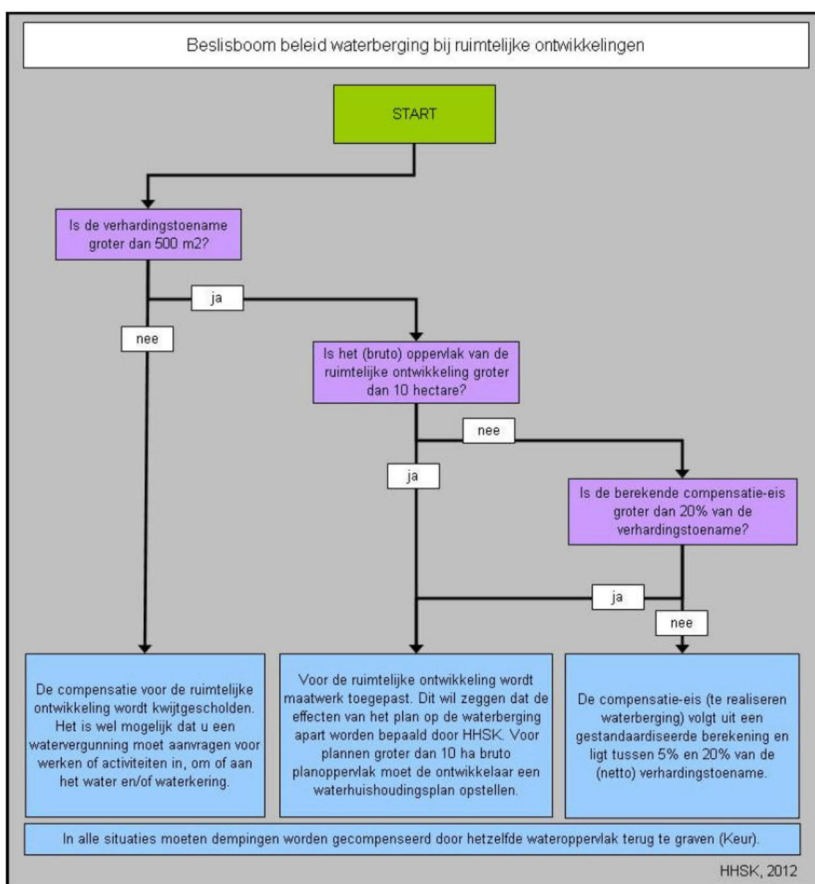 Beslisboom beleid waterberging bij ruimtelijke ontwikkelingen
START
Is de verhardingstoename
groter dan 500 m2?
ja
nee
Is het (bruto) oppervlak van de
ruimtelijke ontwikkeling groter
dan 10 hectare?
nee
ja
Is de berekende compensatie-eis
groter dan 20% van de
verhardingstoename?
ja
nee
De compensatie voor de ruimtelijke
ontwikkeling wordt kwijtgescholden.
Het is wel mogelijk dat u een
watervergunning moet aanvragen voor
werken of activiteiten in, om of aan
het water en/of waterkering.
Voor de ruimtelijke ontwikkeling wordt
maatwerk toegepast. Dit wil zeggen dat de
effecten van het plan op de waterberging
apart worden bepaald door HHSK. Voor
plannen groter dan 10 ha bruto
planoppervlak moet de ontwikkelaar een
waterhuishoudingsplan opstellen.
De compensatie-eis (te realiseren
waterberging) volgt uit een
gestandaardiseerde berekening en
ligt tussen 5% en 20% van de
(netto) verhardingstoename.
In alle situaties moeten dempingen worden gecompenseerd door hetzelfde wateroppervlak terug te graven (Keur).
HHSK, 2012